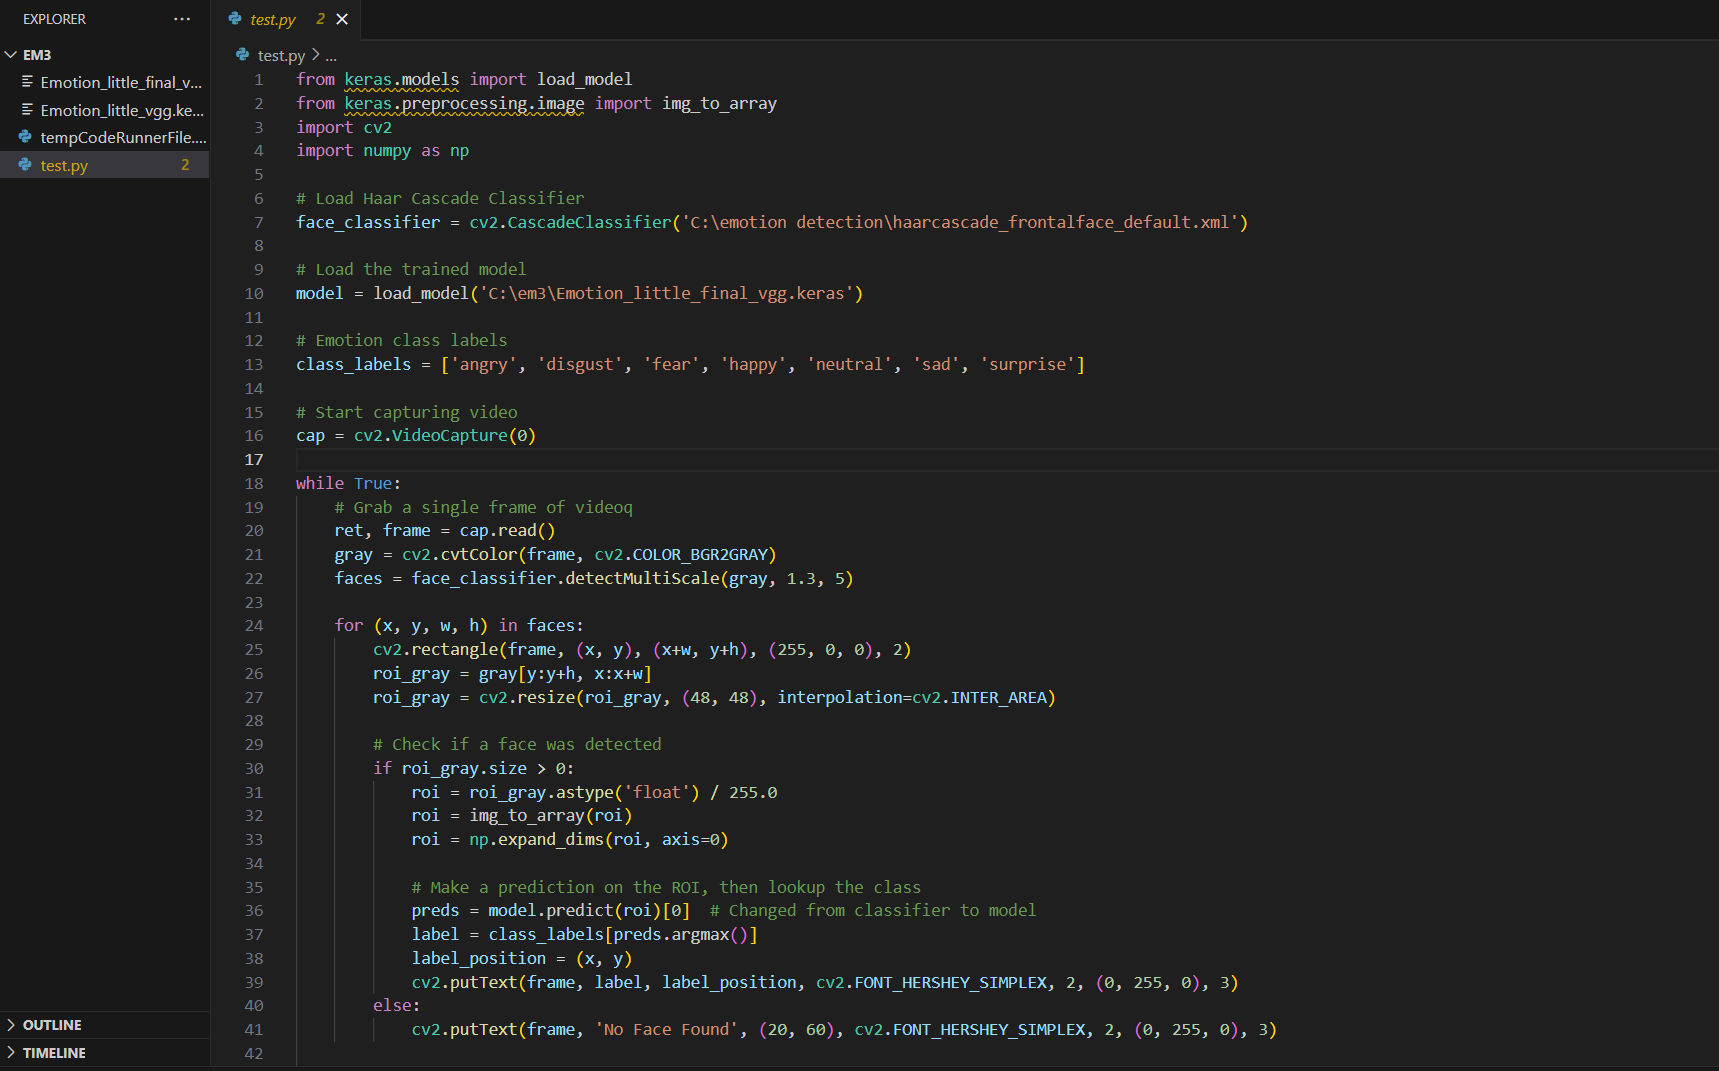 EXPLORER ...
EM3
Emotion_little_final_v...
Emotion_little_vgg.ke...
tempCodeRunnerFile....
test.py 2
OUTLINE
TIMELINE
test.py 2
test.py > ...
1 from keras.models import load_model
2 from keras.preprocessing.image import img_to_array
3 import cv2
4 import numpy as np
5
6 # Load Haar Cascade Classifier
7 face_classifier = cv2.CascadeClassifier('C:\emotion detection\haarcascade_frontalface_default.xml')
8
9 # Load the trained model
10 model = load_model('C:\em3\Emotion_little_final_vgg.keras')
11
12 # Emotion class labels
13 class_labels = ['angry', 'disgust', 'fear', 'happy', 'neutral', 'sad', 'surprise']
14
15 # Start capturing video
16 cap = cv2.VideoCapture(0)
17
18 while True:
19     # Grab a single frame of videoq
20     ret, frame = cap.read()
21     gray = cv2.cvtColor(frame, cv2.COLOR_BGR2GRAY)
22     faces = face_classifier.detectMultiScale(gray, 1.3, 5)
23
24     for (x, y, w, h) in faces:
25         cv2.rectangle(frame, (x, y), (x+w, y+h), (255, 0, 0), 2)
26         roi_gray = gray[y:y+h, x:x+w]
27         roi_gray = cv2.resize(roi_gray, (48, 48), interpolation=cv2.INTER_AREA)
28
29         # Check if a face was detected
30         if roi_gray.size > 0:
31             roi = roi_gray.astype('float') / 255.0
32             roi = img_to_array(roi)
33             roi = np.expand_dims(roi, axis=0)
34
35             # Make a prediction on the ROI, then lookup the class
36             preds = model.predict(roi)[0]  # Changed from classifier to model
37             label = class_labels[preds.argmax()]
38             label_position = (x, y)
39             cv2.putText(frame, label, label_position, cv2.FONT_HERSHEY_SIMPLEX, 2, (0, 255, 0), 3)
40         else:
41             cv2.putText(frame, 'No Face Found', (20, 60), cv2.FONT_HERSHEY_SIMPLEX, 2, (0, 255, 0), 3)
42